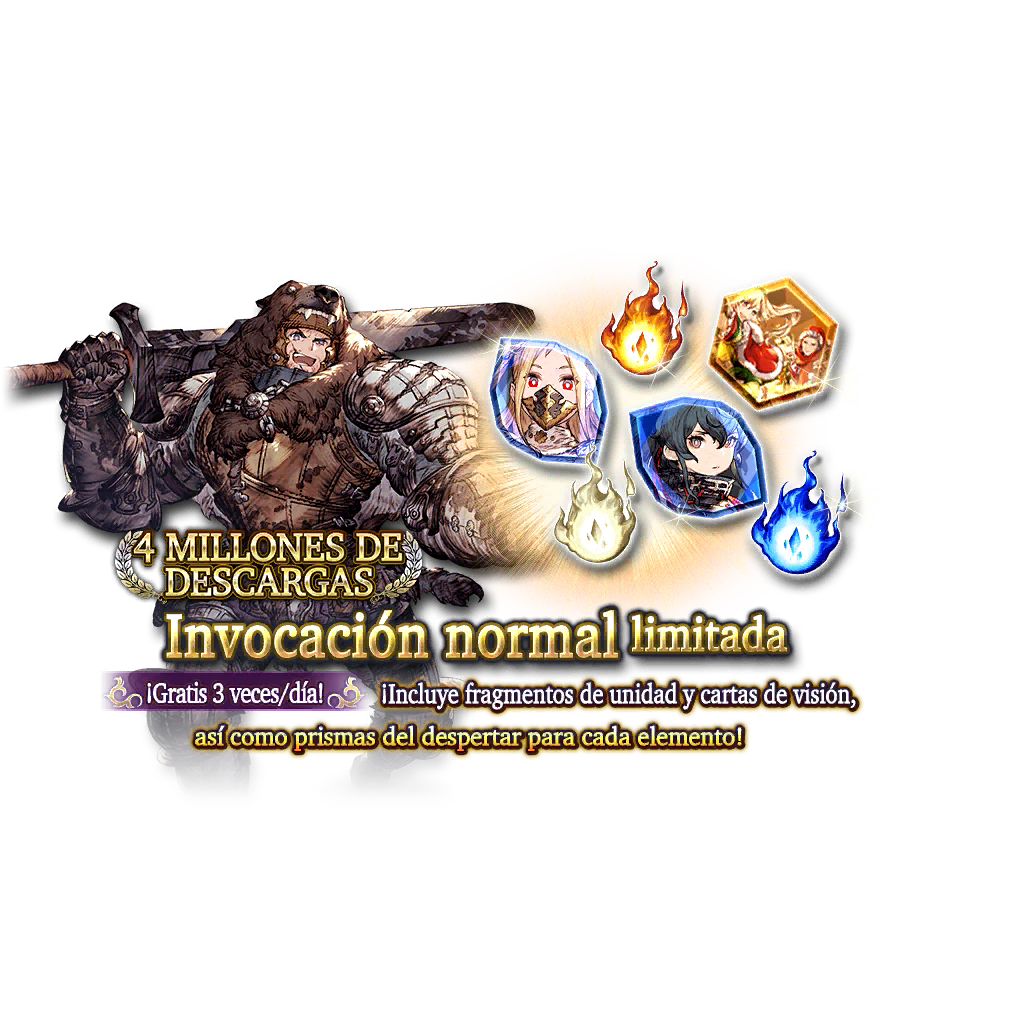 4 MILLONES DE
DESCARGAS
Invocación normal limitada
¡Gratis 3 veces/día!
¡Incluye fragmentos de unidad y cartas de visión,
así como prismas del despertar para cada elemento!